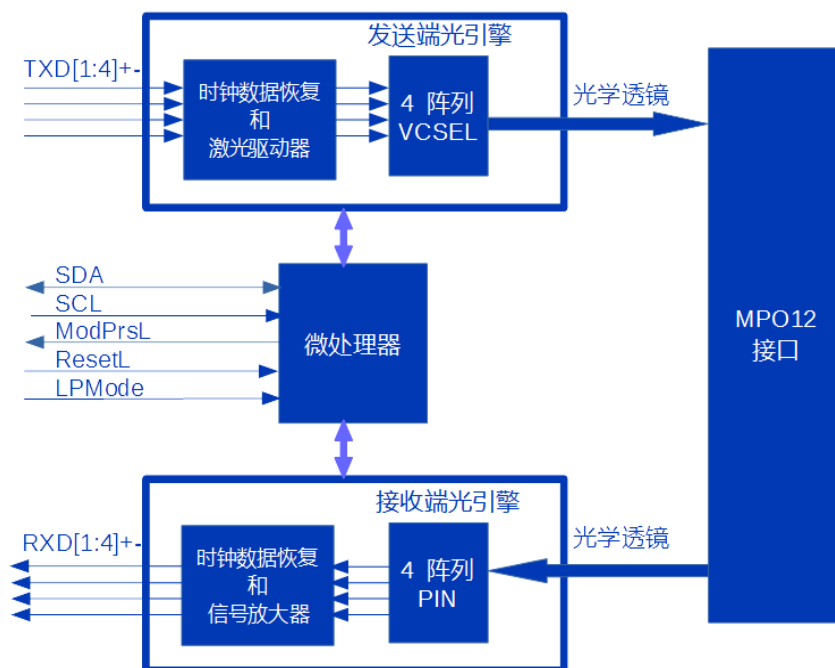 发送端光引擎
TXD[1:4]+-
时钟数据恢复
和
激光驱动器
4 阵列
VCSEL
光学透镜
SDA
SCL
ModPrsL
ResetL
LPMode
微处理器
MPO12
接口
接收端光引擎
RXD[1:4]+-
时钟数据恢复
和
信号放大器
4 阵列
PIN
光学透镜